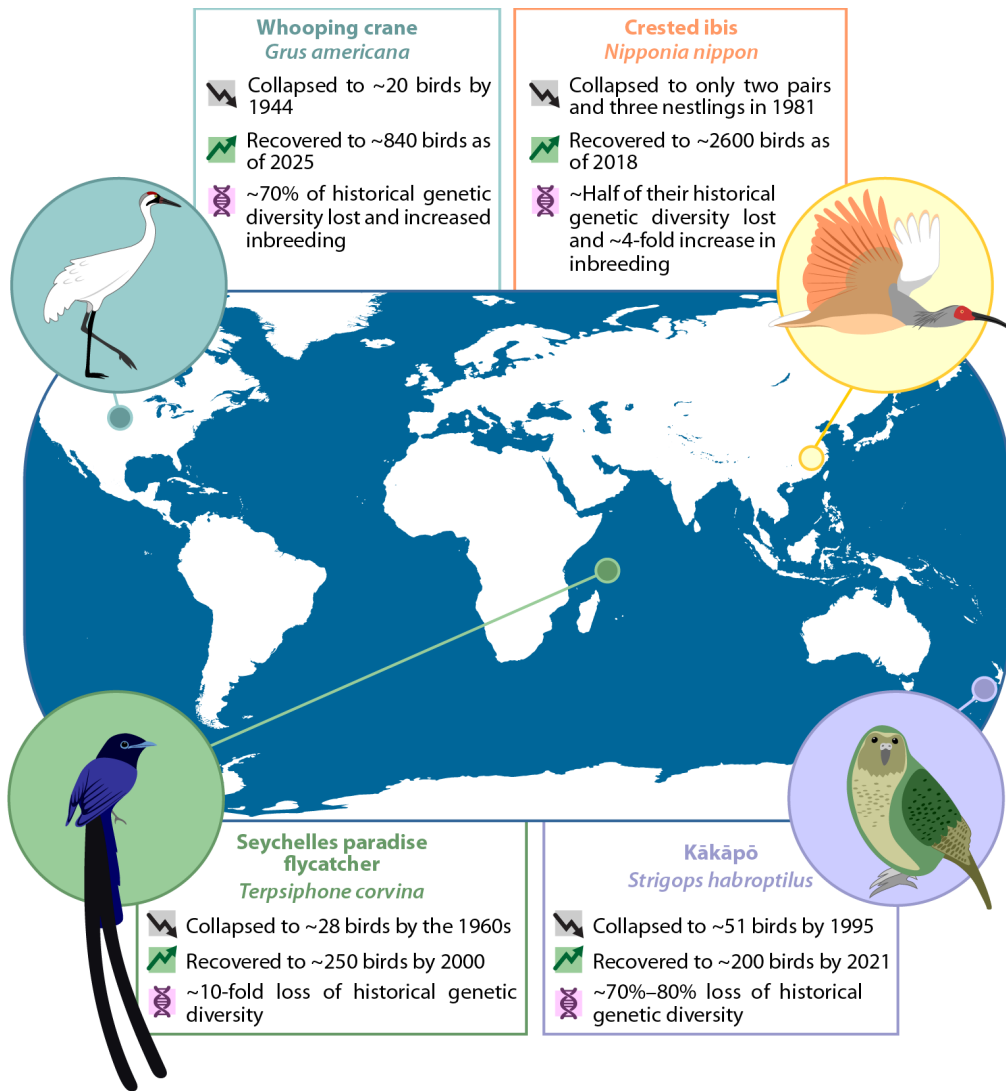 Whooping crane
Grus americana
Collapsed to ~20 birds by
1944
Recovered to ~840 birds as
of 2025
~70% of historical genetic
diversity lost and increased
inbreeding
Crested ibis
Nipponia nippon
Collapsed to only two pairs
and three nestlings in 1981
Recovered to ~2600 birds as
of 2018
~Half of their historical
genetic diversity lost
and ~4-fold increase in
inbreeding
Seychelles paradise
flycatcher
Terpsiphone corvina
Collapsed to ~28 birds by the 1960s
Recovered to ~250 birds by 2000
~10-fold loss of historical genetic
diversity
Kākāpō
Strigops habroptilus
Collapsed to ~51 birds by 1995
Recovered to ~200 birds by 2021
~70%–80% loss of historical
genetic diversity